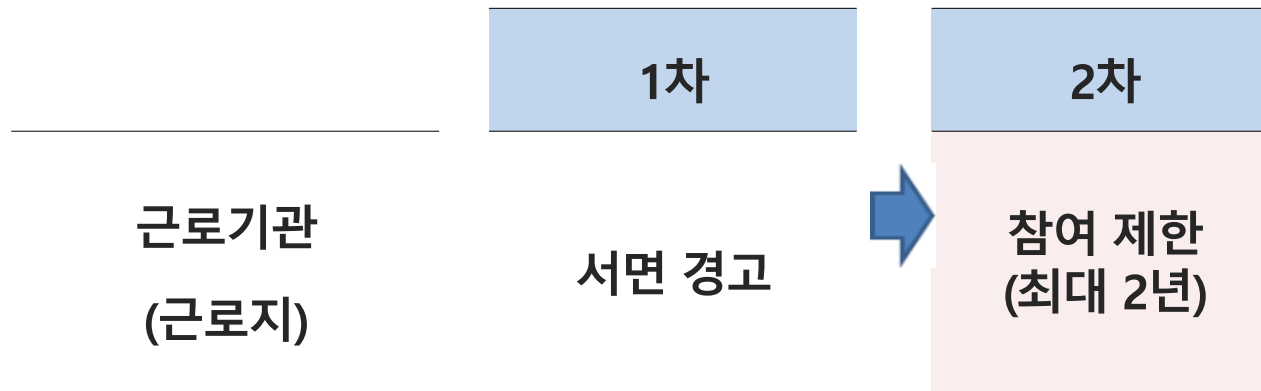 1차
2차
근로기관
(근로지)
서면 경고
참여 제한
(최대 2년)